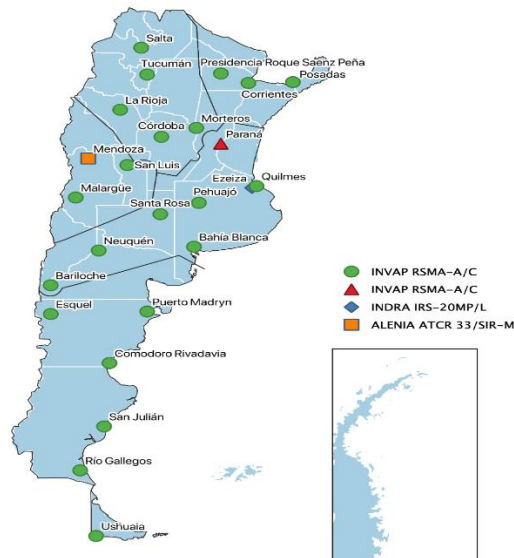 Salta
Tucumán
Presidencia Roque Saenz Peña
Posadas
Corrientes
La Rioja
Córdoba
Morteros
Paraná
Mendoza
San Luis
Ezeiza
Quilmes
Malargüe
Pehuajó
Santa Rosa
Neuquén
Bahía Blanca
Bariloche
Esquel
Puerto Madryn
Comodoro Rivadavia
San Julián
Río Gallegos
Ushuaia
INVAP RSMA-A/C
INVAP RSMA-A/C
INDRA IRS-20MP/L
ALENIA ATCR 33/SIR-M